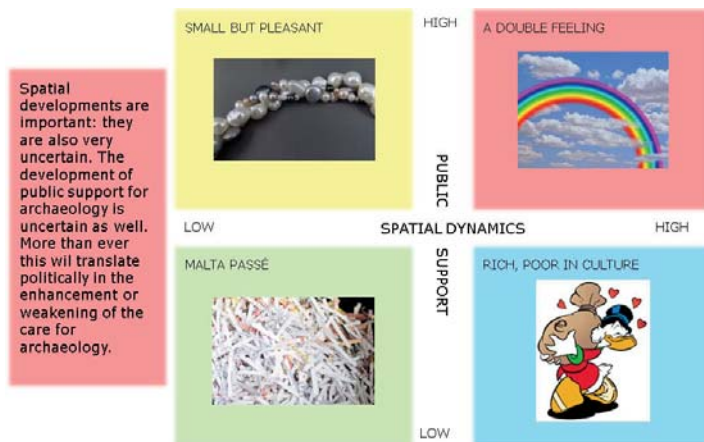 Spatial
developments are
important: they
are also very
uncertain. The
development of
public support for
archaeology is
uncertain as well.
More than ever
this wil translate
politically in the
enhancement or
weakening of the
care for
archaeology.
SMALL BUT PLEASANT
HIGH
A DOUBLE FEELING
PUBLIC
LOW
SPATIAL DYNAMICS
HIGH
MALTA PASSÉ
SUPPORT
RICH, POOR IN CULTURE
LOW